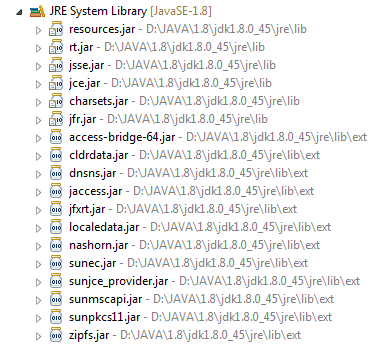 JRE System Library [JavaSE-1.8]
resources.jar - D:\JAVA\1.8\jdk1.8.0_45\jre\lib
rt.jar - D:\JAVA\1.8\jdk1.8.0_45\jre\lib
jsse.jar - D:\JAVA\1.8\jdk1.8.0_45\jre\lib
jce.jar - D:\JAVA\1.8\jdk1.8.0_45\jre\lib
charsets.jar - D:\JAVA\1.8\jdk1.8.0_45\jre\lib
jfr.jar - D:\JAVA\1.8\jdk1.8.0_45\jre\lib
access-bridge-64.jar - D:\JAVA\1.8\jdk1.8.0_45\jre\lib\ext
cldrdata.jar - D:\JAVA\1.8\jdk1.8.0_45\jre\lib\ext
dnsns.jar - D:\JAVA\1.8\jdk1.8.0_45\jre\lib\ext
jaccess.jar - D:\JAVA\1.8\jdk1.8.0_45\jre\lib\ext
jfxrt.jar - D:\JAVA\1.8\jdk1.8.0_45\jre\lib\ext
localedata.jar - D:\JAVA\1.8\jdk1.8.0_45\jre\lib\ext
nashorn.jar - D:\JAVA\1.8\jdk1.8.0_45\jre\lib\ext
sunec.jar - D:\JAVA\1.8\jdk1.8.0_45\jre\lib\ext
sunjce_provider.jar - D:\JAVA\1.8\jdk1.8.0_45\jre\lib\ext
sunmscapi.jar - D:\JAVA\1.8\jdk1.8.0_45\jre\lib\ext
sunpkcs11.jar - D:\JAVA\1.8\jdk1.8.0_45\jre\lib\ext
zipfs.jar - D:\JAVA\1.8\jdk1.8.0_45\jre\lib\ext